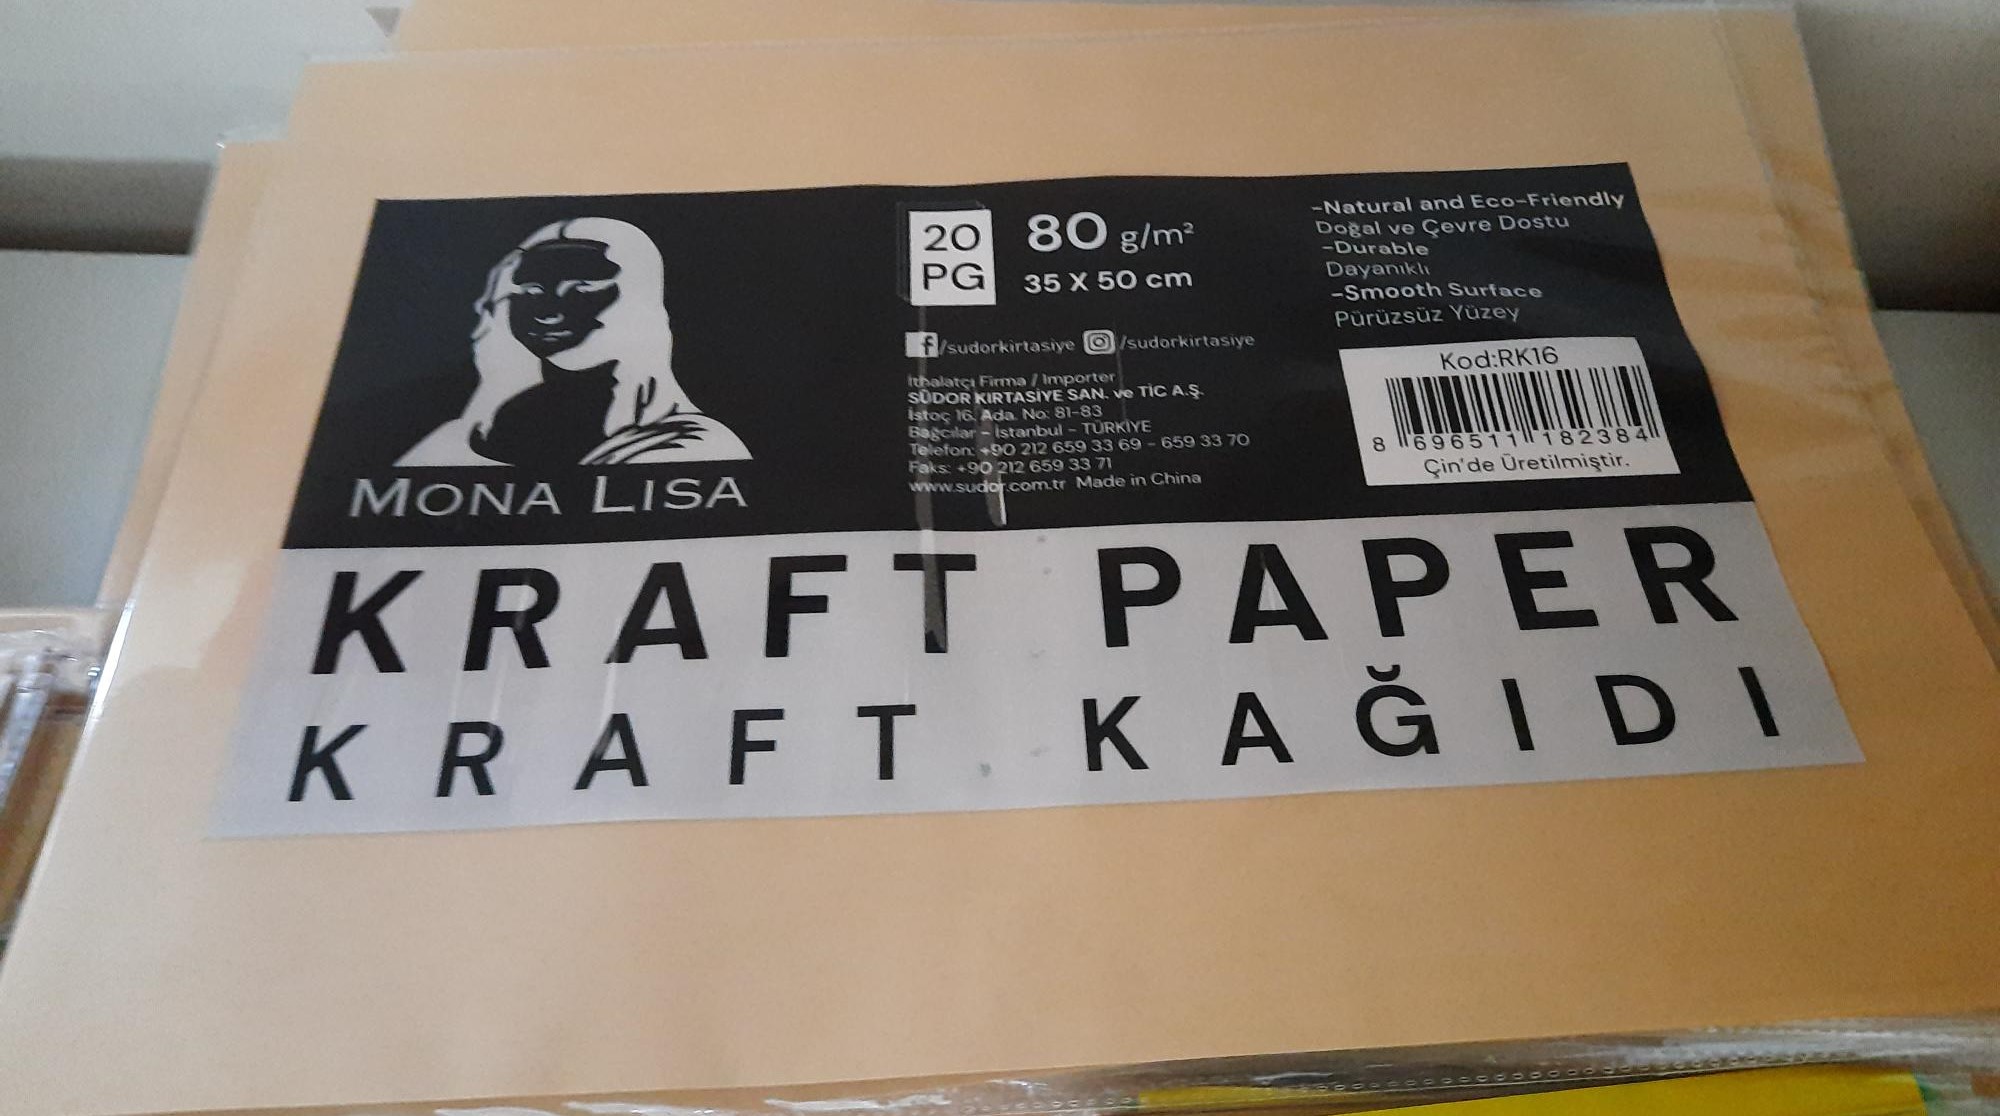 MONA LISA
20
PG
80 g/m²
35 X 50 cm
/sudorkirtasiye /sudorkirtasiye
İthalatçı Firma / Importer
SÜDOR KIRTASİYE SAN. ve TİC A.Ş.
İstoç 16. Ada. No: 81-83
Bağcılar - İstanbul - TÜRKİYE
Telefon: +90 212 659 33 69 - 659 33 70
Faks: +90 212 659 33 71
www.sudor.com.tr Made in China
-Natural and Eco-Friendly
Doğal ve Çevre Dostu
-Durable
Dayanıklı
-Smooth Surface
Pürüzsüz Yüzey
Kod:RK16
8 696511 182384
Çin'de Üretilmiştir.
KRAFT PAPER
KRAFT KAĞIDI